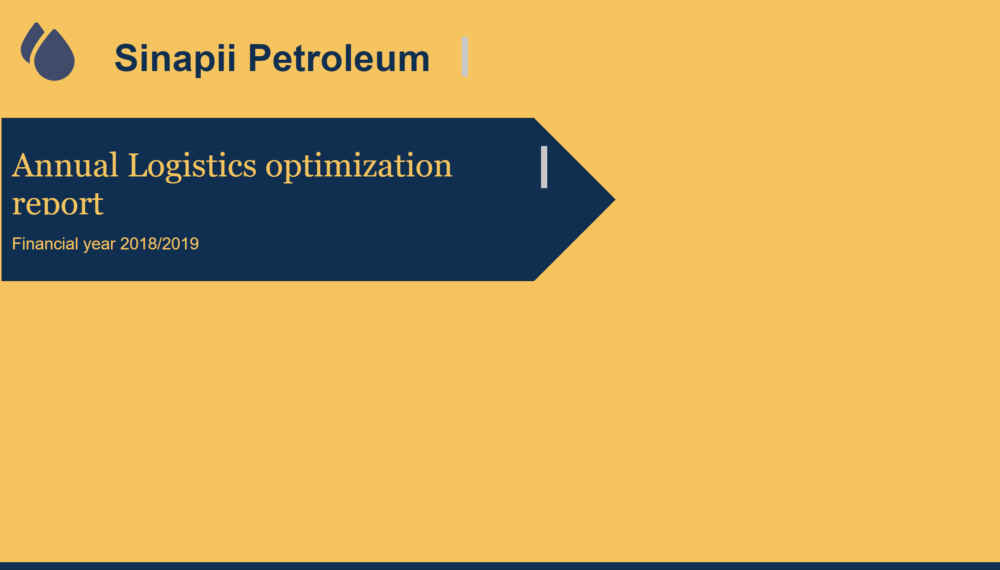 Sinapii Petroleum
Annual Logistics optimization
report
Financial year 2018/2019